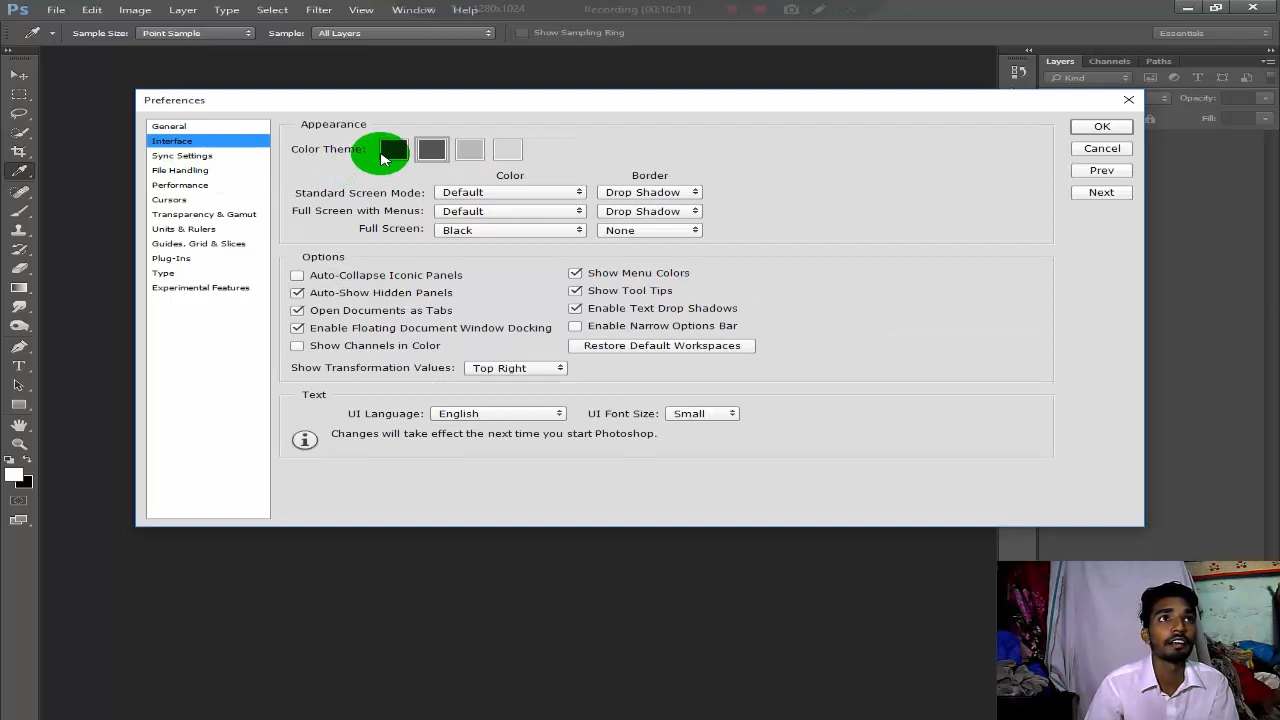 Ps File Edit Image Layer Type Select Filter View Window Help 1280x1024 Recording [00:10:31]
Sample Size: Point Sample Sample: All Layers Show Sampling Ring Essentials
Layers Channels Paths
Kind
Opacity:
Fill:
Preferences
General
Interface
Sync Settings
File Handling
Performance
Cursors
Transparency & Gamut
Units & Rulers
Guides, Grid & Slices
Plug-Ins
Type
Experimental Features
Appearance
Color Theme:
Color Border
Standard Screen Mode: Default Drop Shadow
Full Screen with Menus: Default Drop Shadow
Full Screen: Black None
Options
Auto-Collapse Iconic Panels
Auto-Show Hidden Panels
Open Documents as Tabs
Enable Floating Document Window Docking
Show Channels in Color
Show Menu Colors
Show Tool Tips
Enable Text Drop Shadows
Enable Narrow Options Bar
Restore Default Workspaces
Show Transformation Values: Top Right
Text
UI Language: English UI Font Size: Small
Changes will take effect the next time you start Photoshop.
OK
Cancel
Prev
Next